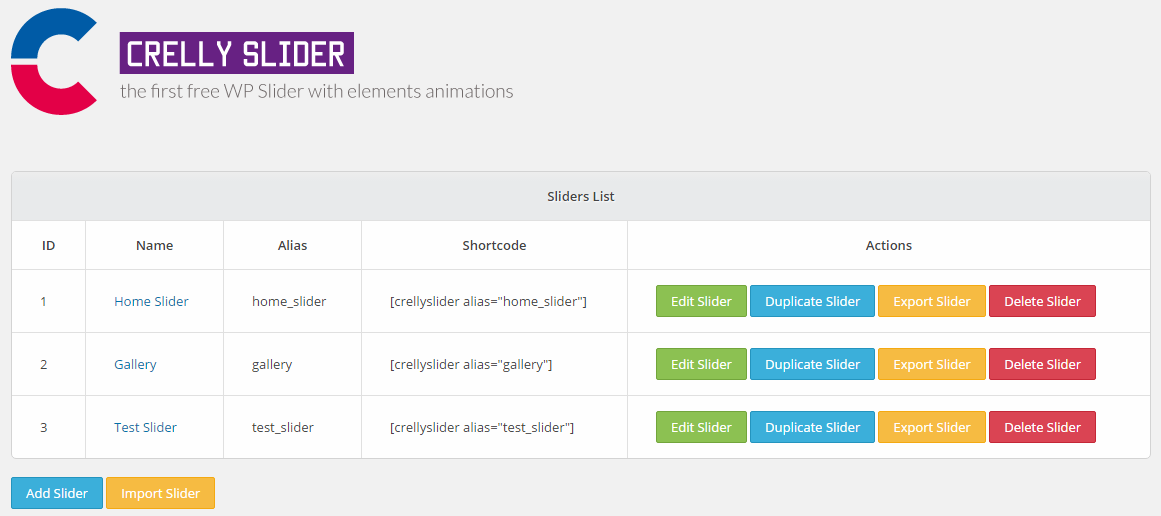 CRELLY SLIDER
the first free WP Slider with elements animations
Sliders List
ID Name Alias Shortcode Actions
1 Home Slider home_slider [crellyslider alias="home_slider"] Edit Slider Duplicate Slider Export Slider Delete Slider
2 Gallery gallery [crellyslider alias="gallery"] Edit Slider Duplicate Slider Export Slider Delete Slider
3 Test Slider test_slider [crellyslider alias="test_slider"] Edit Slider Duplicate Slider Export Slider Delete Slider
Add Slider Import Slider